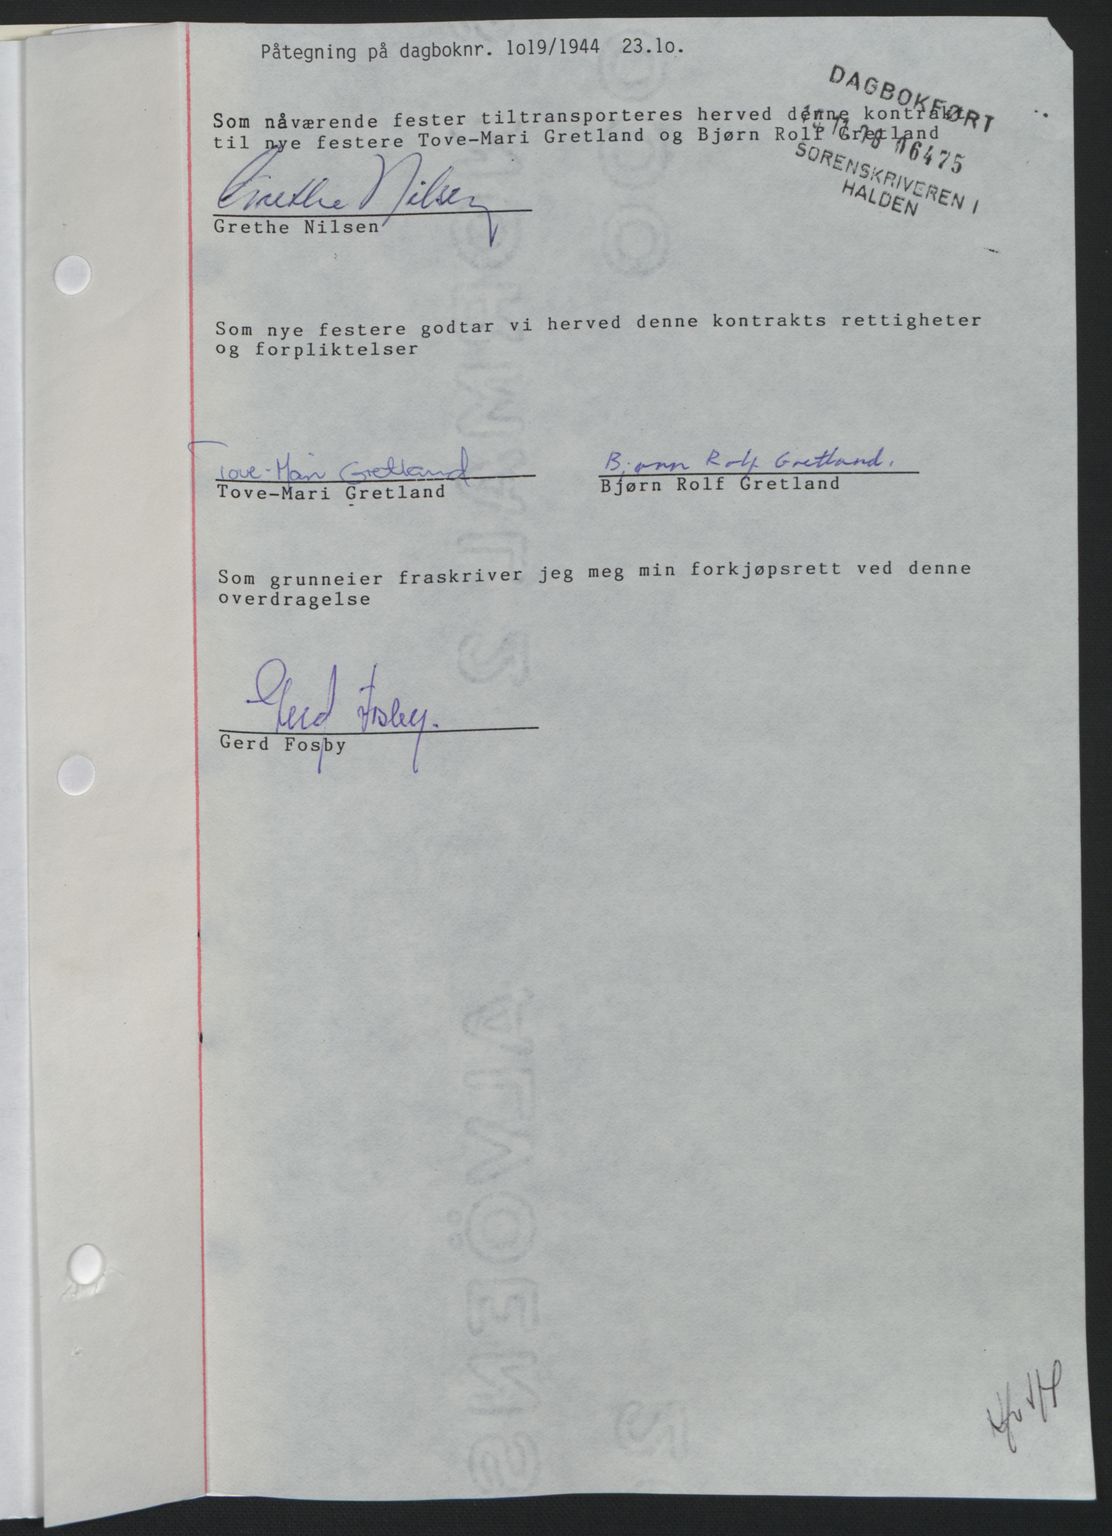 Påtegning på dagboknr. lol9/1944 23.lo.
DAGBOKFØRT
06475
SORENSKRIVEREN I
HALDEN
Som nåværende fester tiltransporteres herved denne kontrakt
til nye festere Tove-Mari Gretland og Bjørn Rolf Gretland
Grethe Nilsen
Grethe Nilsen
Som nye festere godtar vi herved denne kontrakts rettigheter
og forpliktelser
Tove-Mari Gretland Bjørn Rolf Gretland.
Tove-Mari Gretland Bjørn Rolf Gretland
Som grunneier fraskriver jeg meg min forkjøpsrett ved denne
overdragelse
Gerd Fosby.
Gerd Fosby